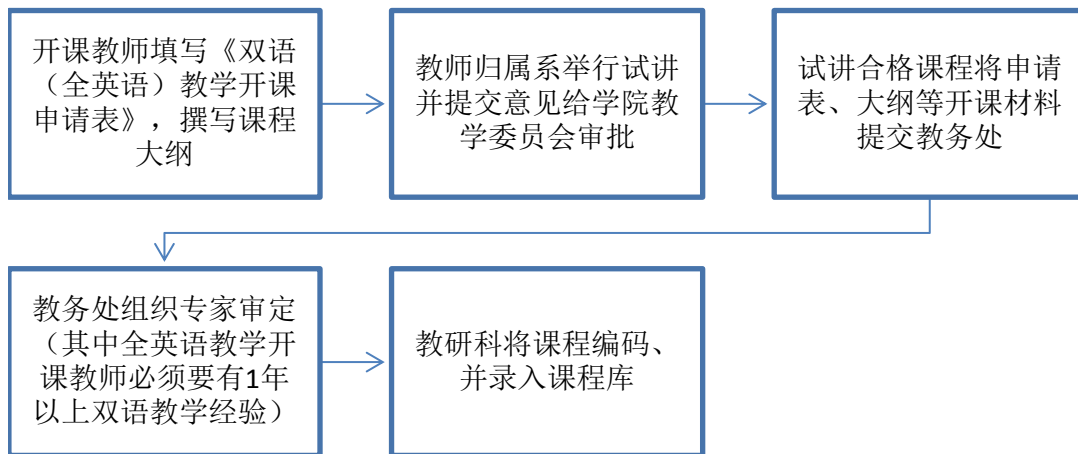 开课教师填写《双语
（全英语）教学开课
申请表》，撰写课程
大纲
教师归属系举行试讲
并提交意见给学院教
学委员会审批
试讲合格课程将申请
表、大纲等开课材料
提交教务处
教务处组织专家审定
（其中全英语教学开
课教师必须要有1年
以上双语教学经验）
教研科将课程编码、
并录入课程库